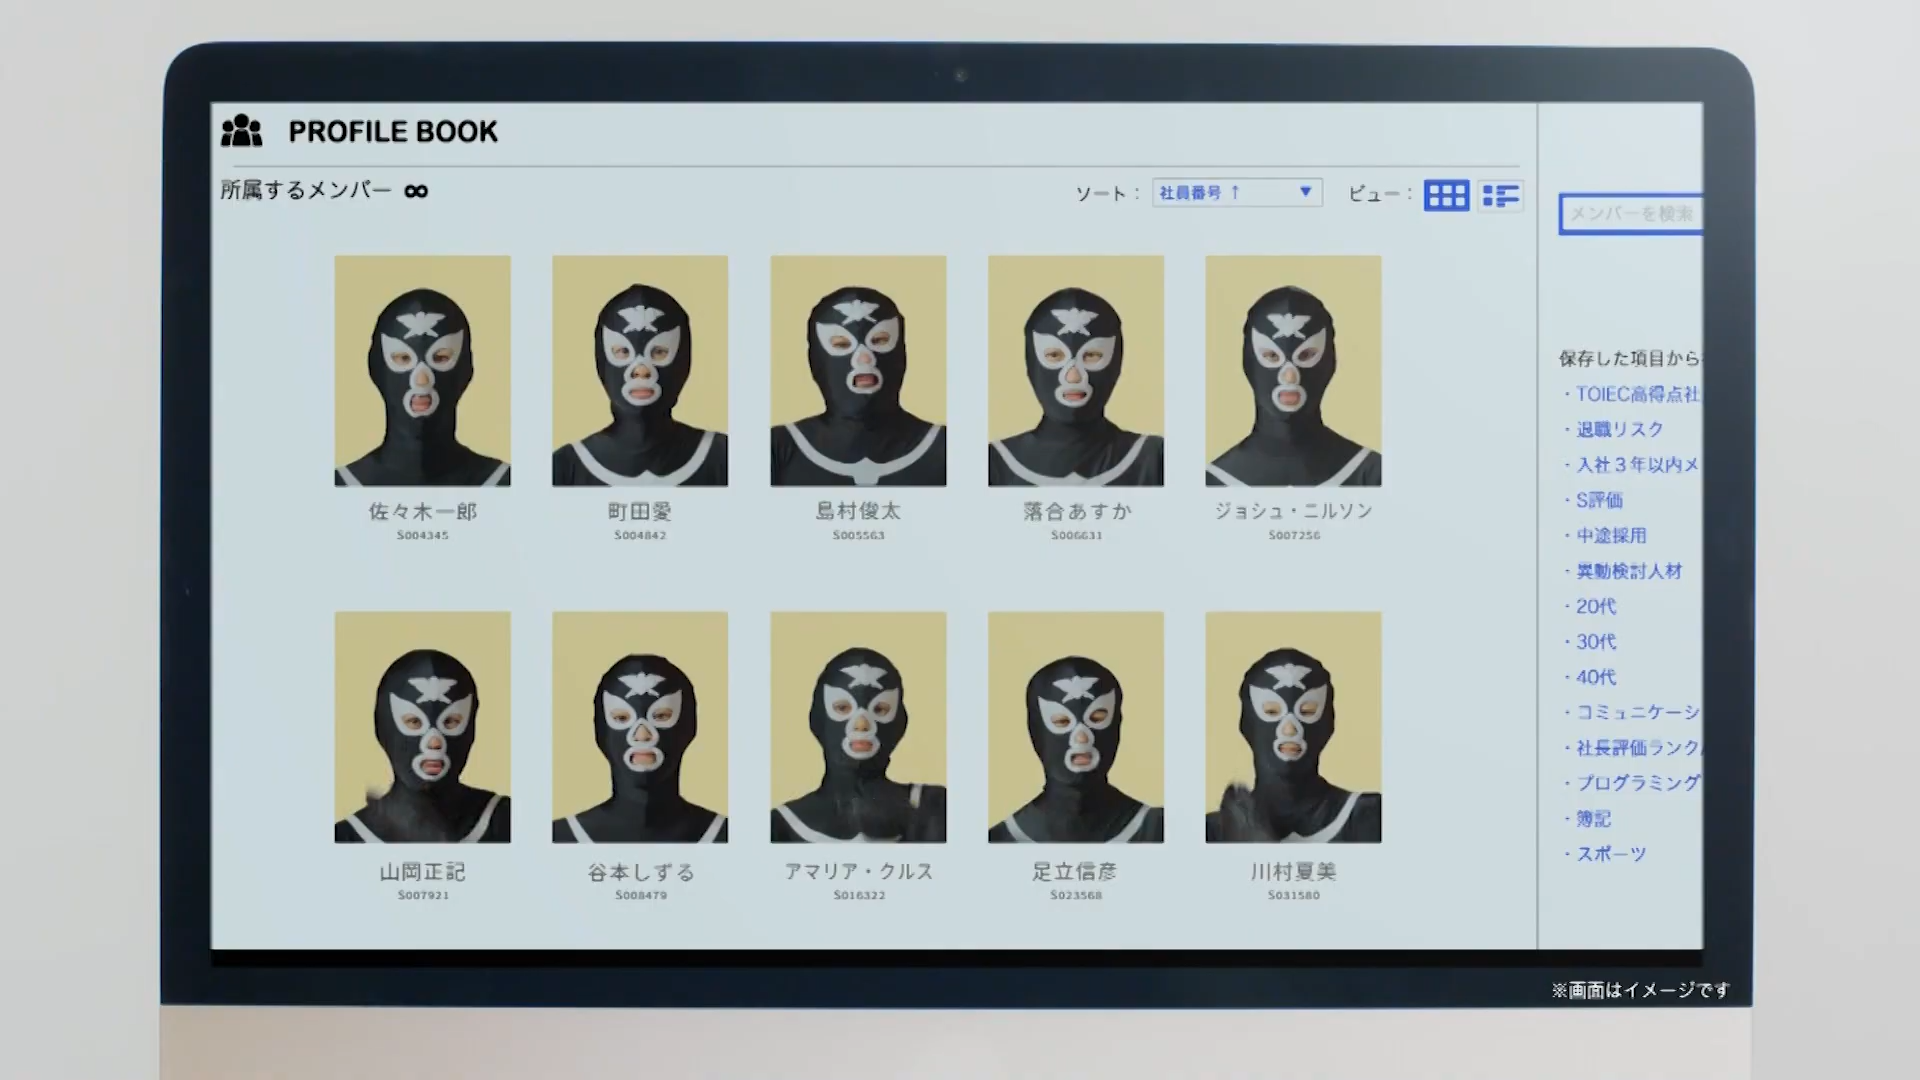 PROFILE BOOK
所属するメンバー ∞
ソート： 社員番号 ↑ ▼ ビュー：
メンバーを検索
佐々木一郎 町田愛 島村俊太 落合あすか ジョシュ・ニルソン
S004345 S004842 S005563 S006631 S007256
山岡正記 谷本しずる アマリア・クルス 足立信彦 川村夏美
S007921 S008479 S016322 S023568 S031580
保存した項目から
・TOIEC高得点社
・退職リスク
・入社３年以内メ
・S評価
・中途採用
・異動検討人材
・20代
・30代
・40代
・コミュニケーシ
・社長評価ランク
・プログラミング
・簿記
・スポーツ
※画面はイメージです